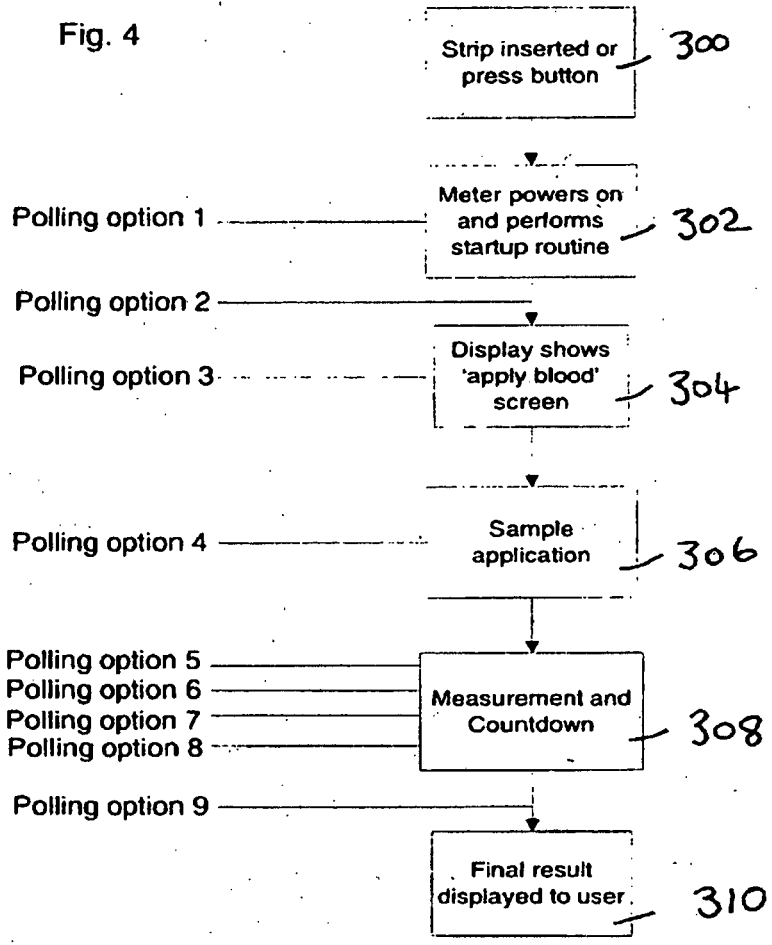 Fig. 4
Strip inserted or
press button
300
Polling option 1
Meter powers on
and performs
startup routine
302
Polling option 2
Polling option 3
Display shows
'apply blood'
screen
304
Polling option 4
Sample
application
306
Polling option 5
Polling option 6
Polling option 7
Polling option 8
Measurement and
Countdown
308
Polling option 9
Final result
displayed to user
310